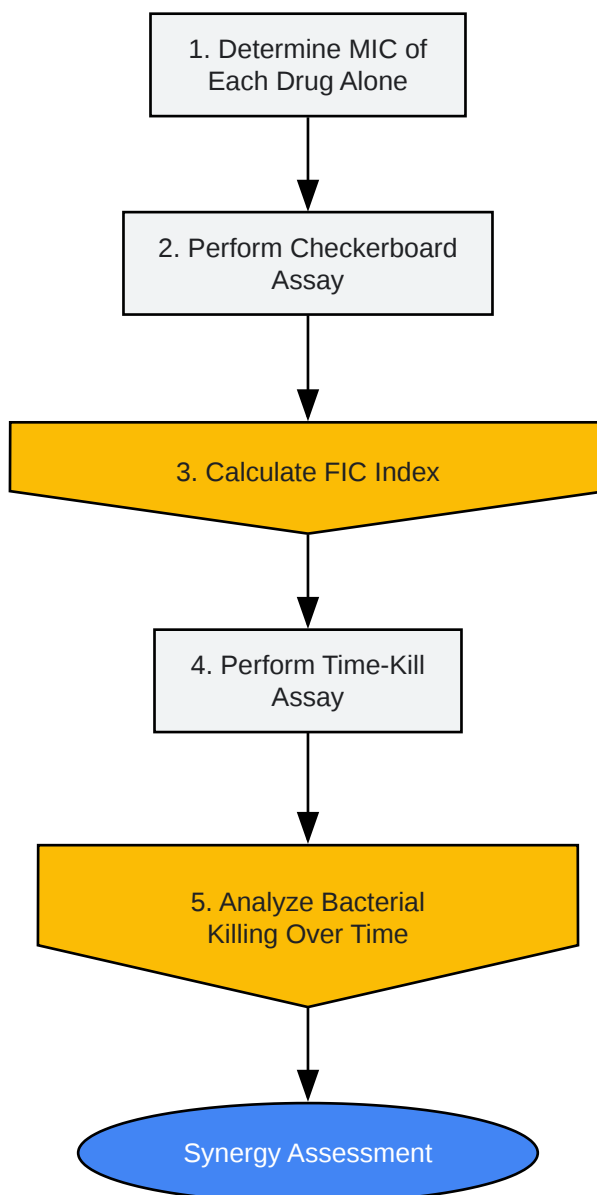 1. Determine MIC of
Each Drug Alone
2. Perform Checkerboard
Assay
3. Calculate FIC Index
4. Perform Time-Kill
Assay
5. Analyze Bacterial
Killing Over Time
Synergy Assessment